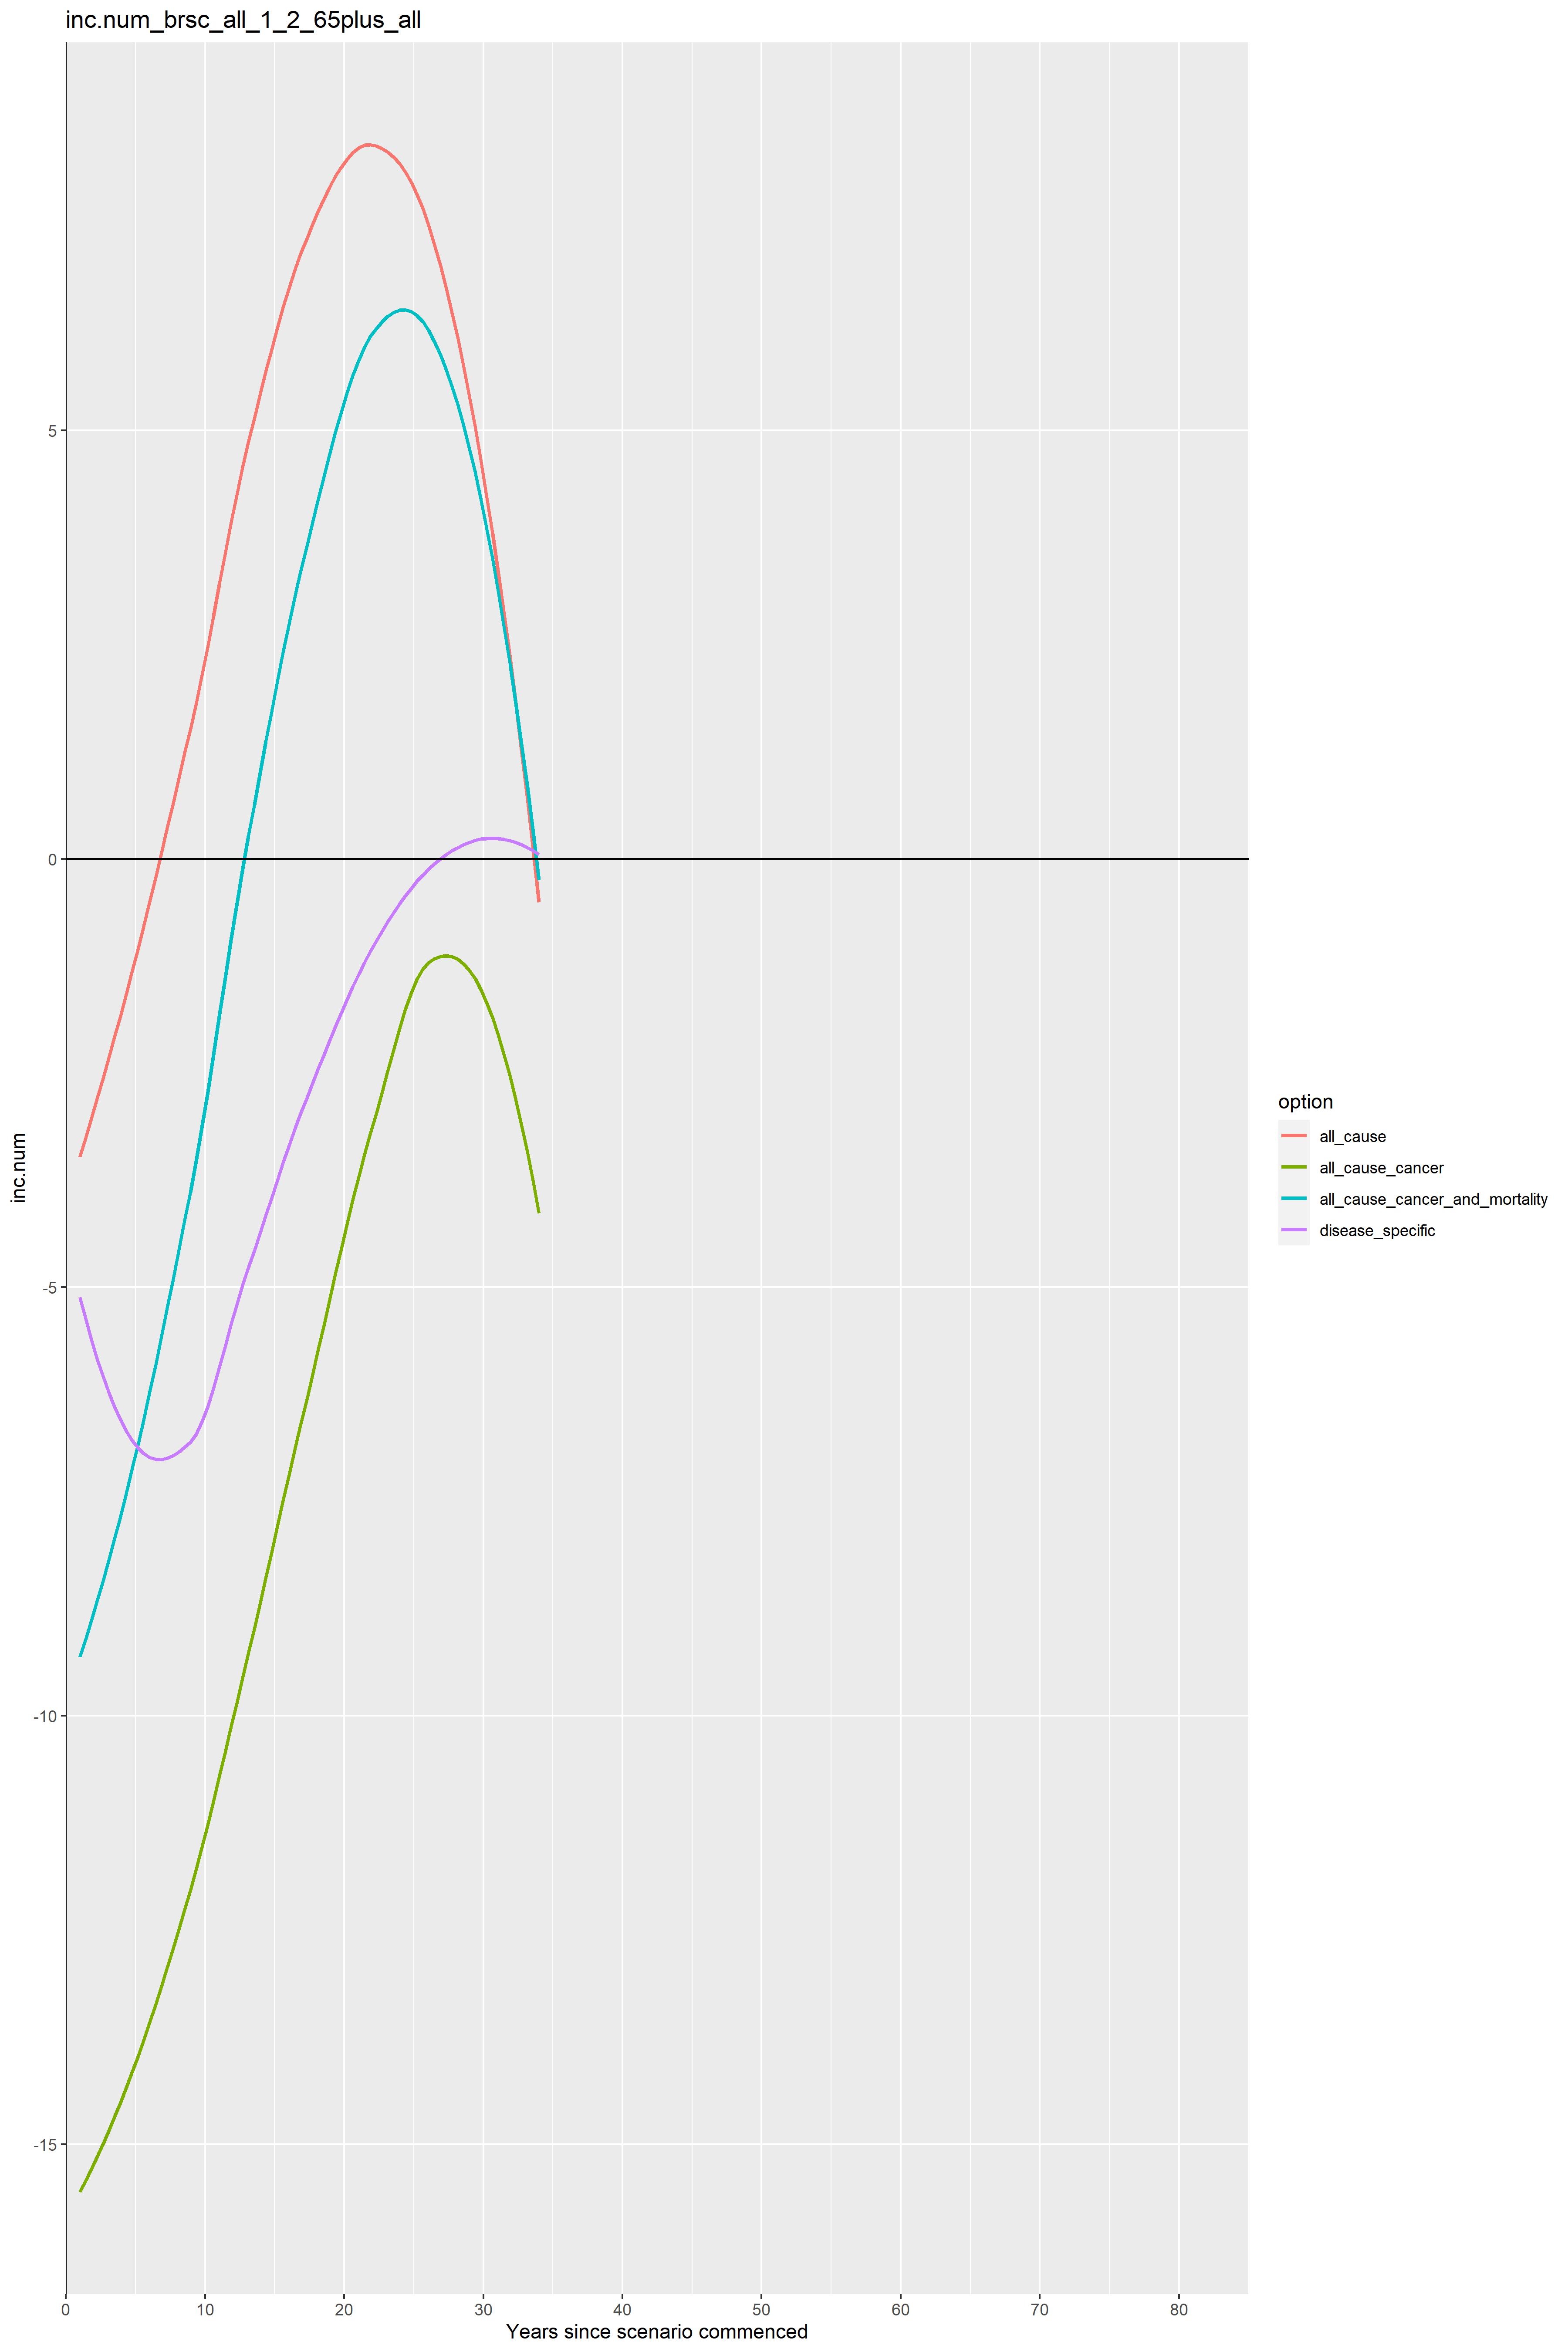 inc.num_brsc_all_1_2_65plus_all
5
0
-5
-10
-15
inc.num
0 10 20 30 40 50 60 70 80
Years since scenario commenced
option
all_cause
all_cause_cancer
all_cause_cancer_and_mortality
disease_specific